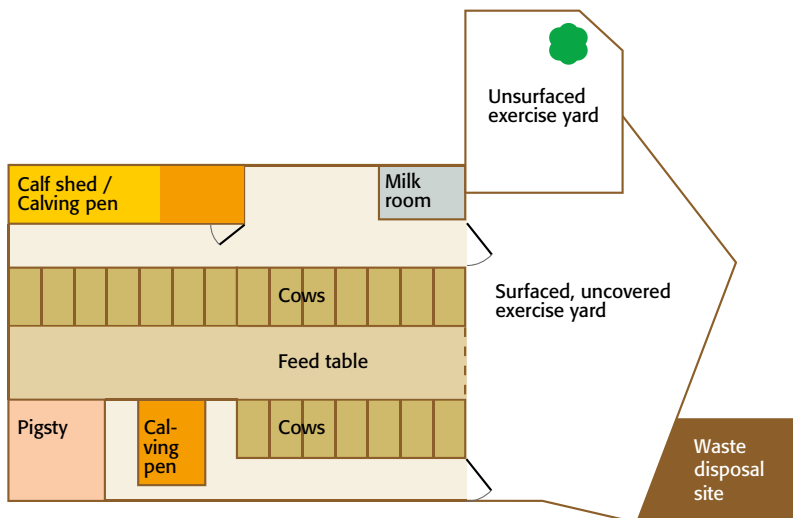 Unsurfaced
exercise yard
Calf shed /
Calving pen
Milk
room
Cows
Surfaced, uncovered
exercise yard
Feed table
Pigsty
Cal-
ving
pen
Cows
Waste
disposal
site